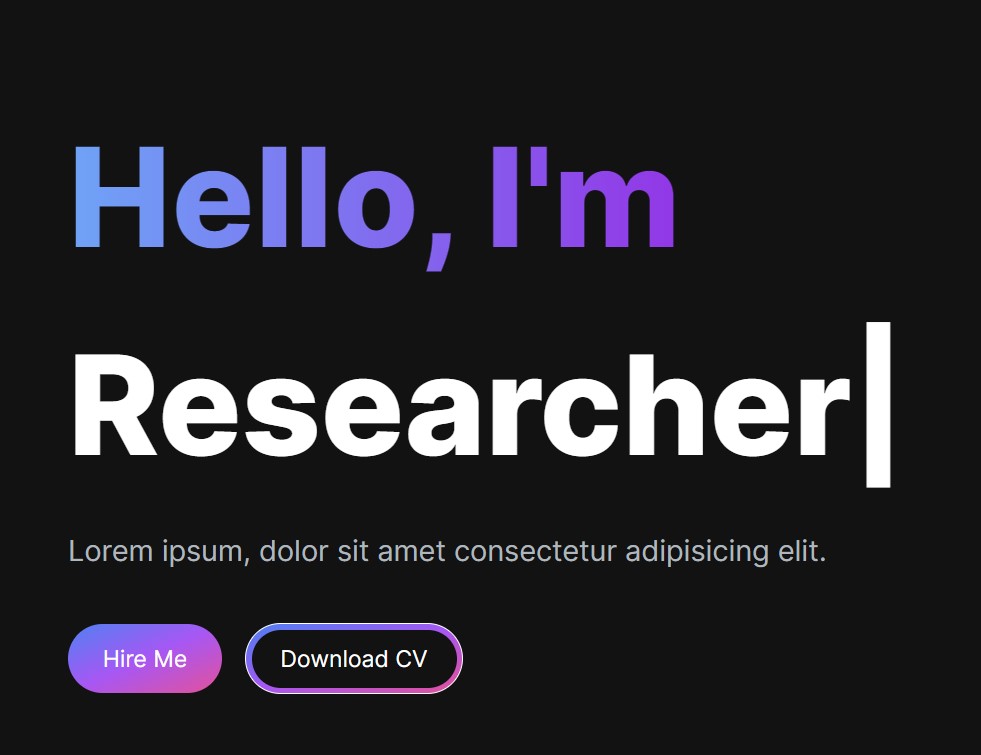 Hello, I'm
Researcher
Lorem ipsum, dolor sit amet consectetur adipisicing elit.
Hire Me
Download CV